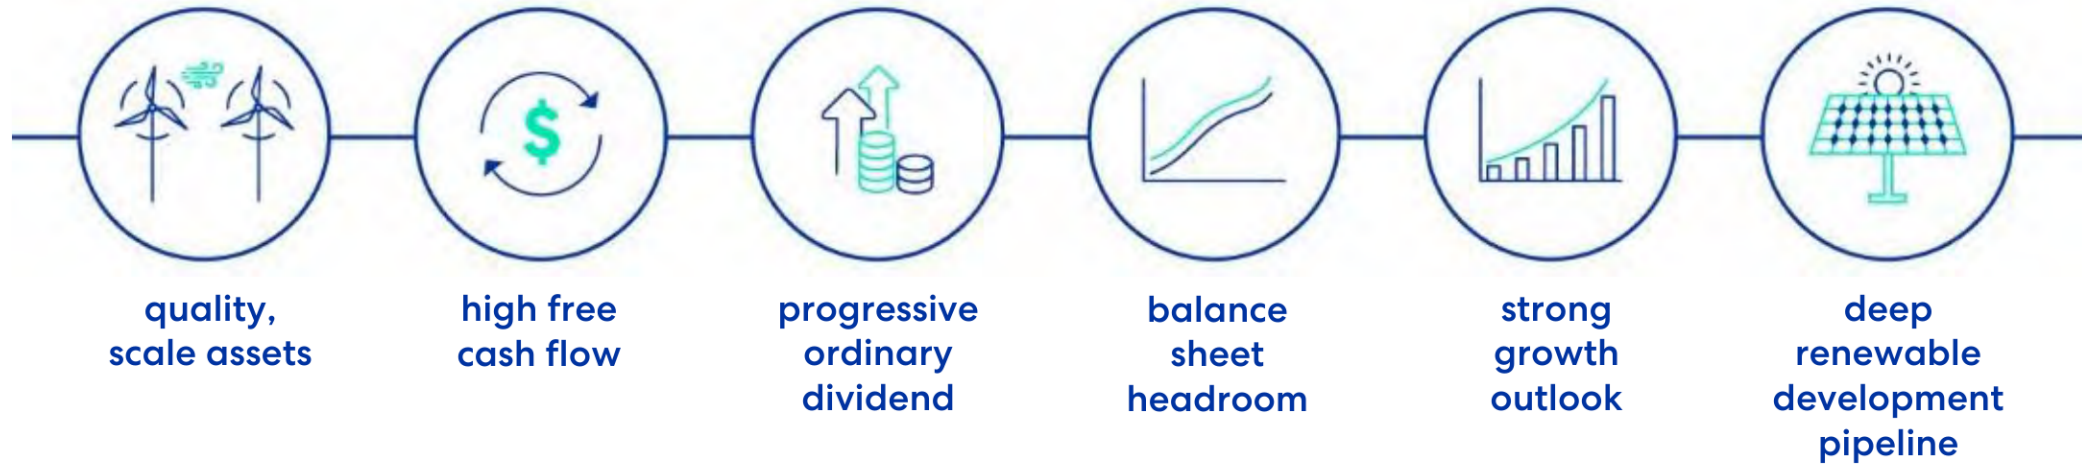 quality,
scale assets
high free
cash flow
progressive
ordinary
dividend
balance
sheet
headroom
strong
growth
outlook
deep
renewable
development
pipeline